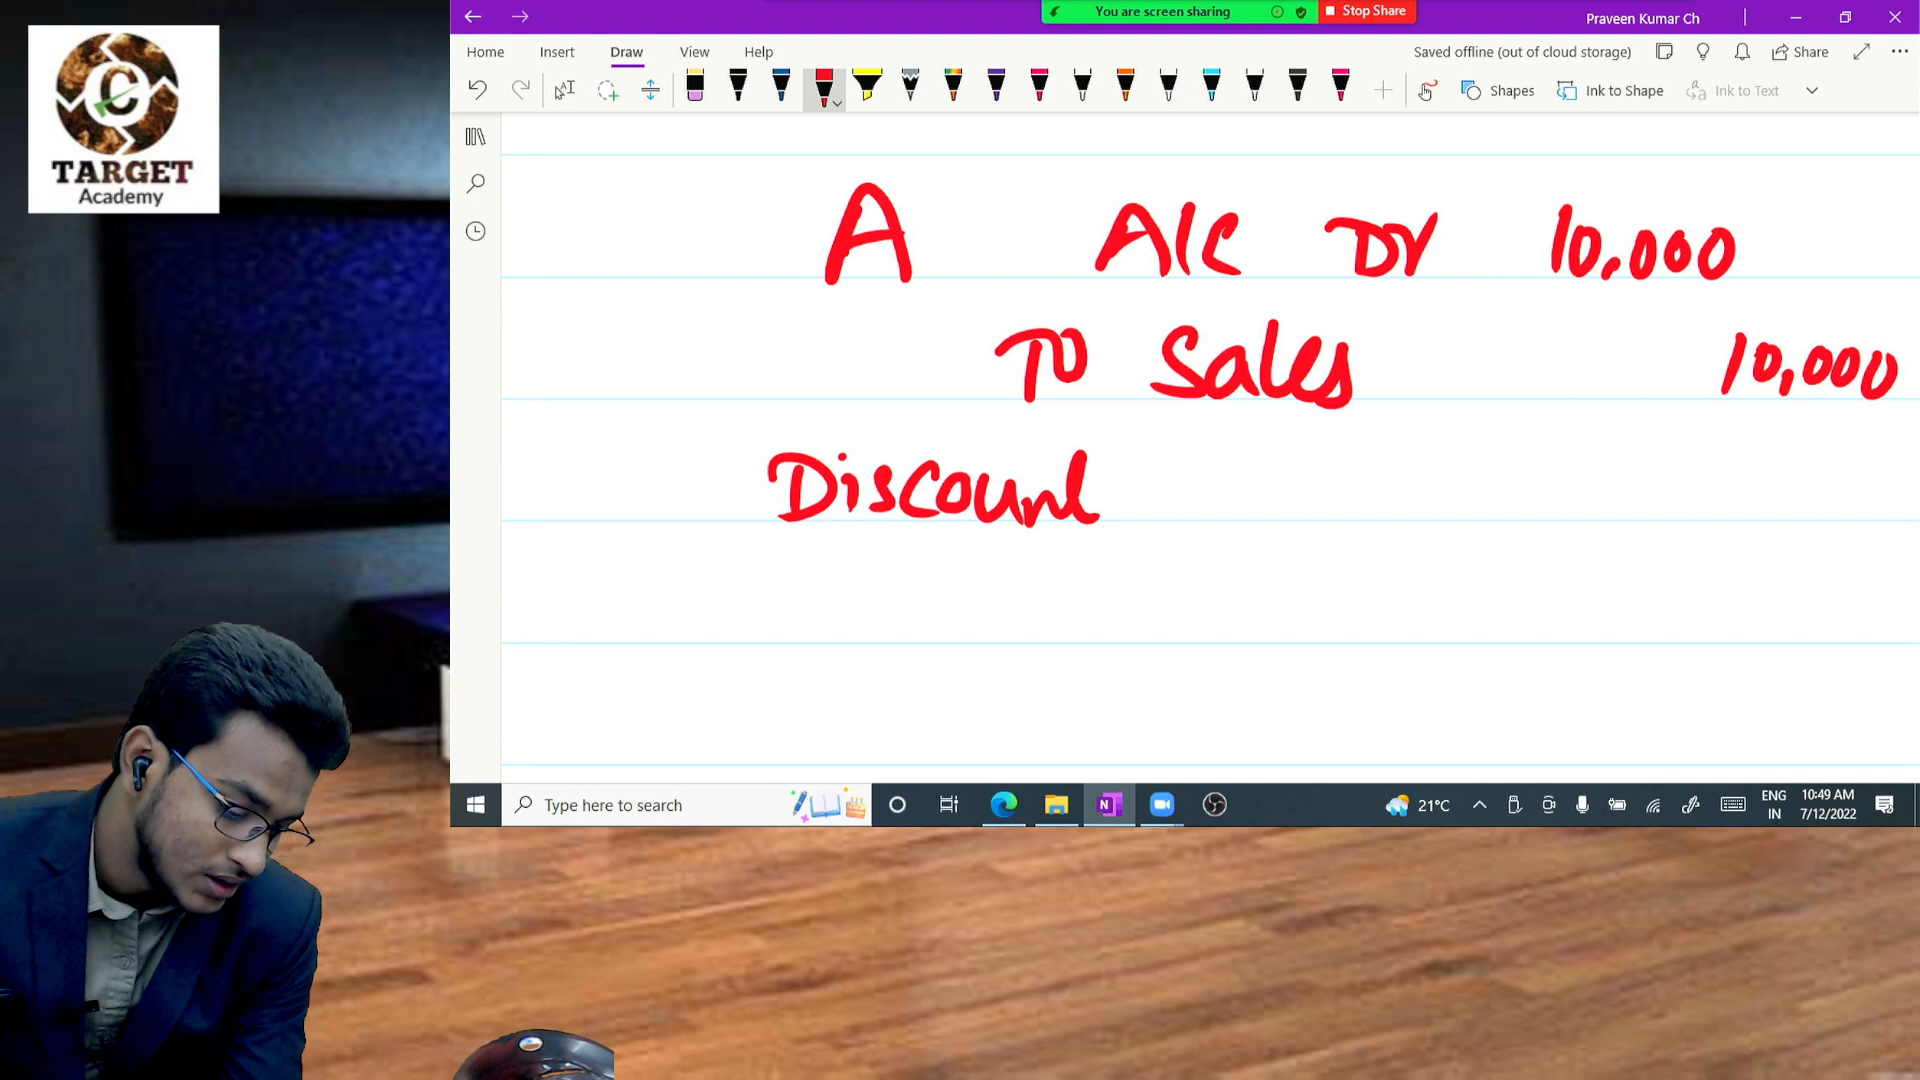 You are screen sharing
Stop Share
Praveen Kumar Ch
Home Insert Draw View Help
Saved offline (out of cloud storage)
Share
Shapes
Ink to Shape
Ink to Text
C
TARGET
Academy
A A/C Dr 10,000
To Sales 10,000
Discount
Type here to search
N
21°C
ENG
IN
10:49 AM
7/12/2022